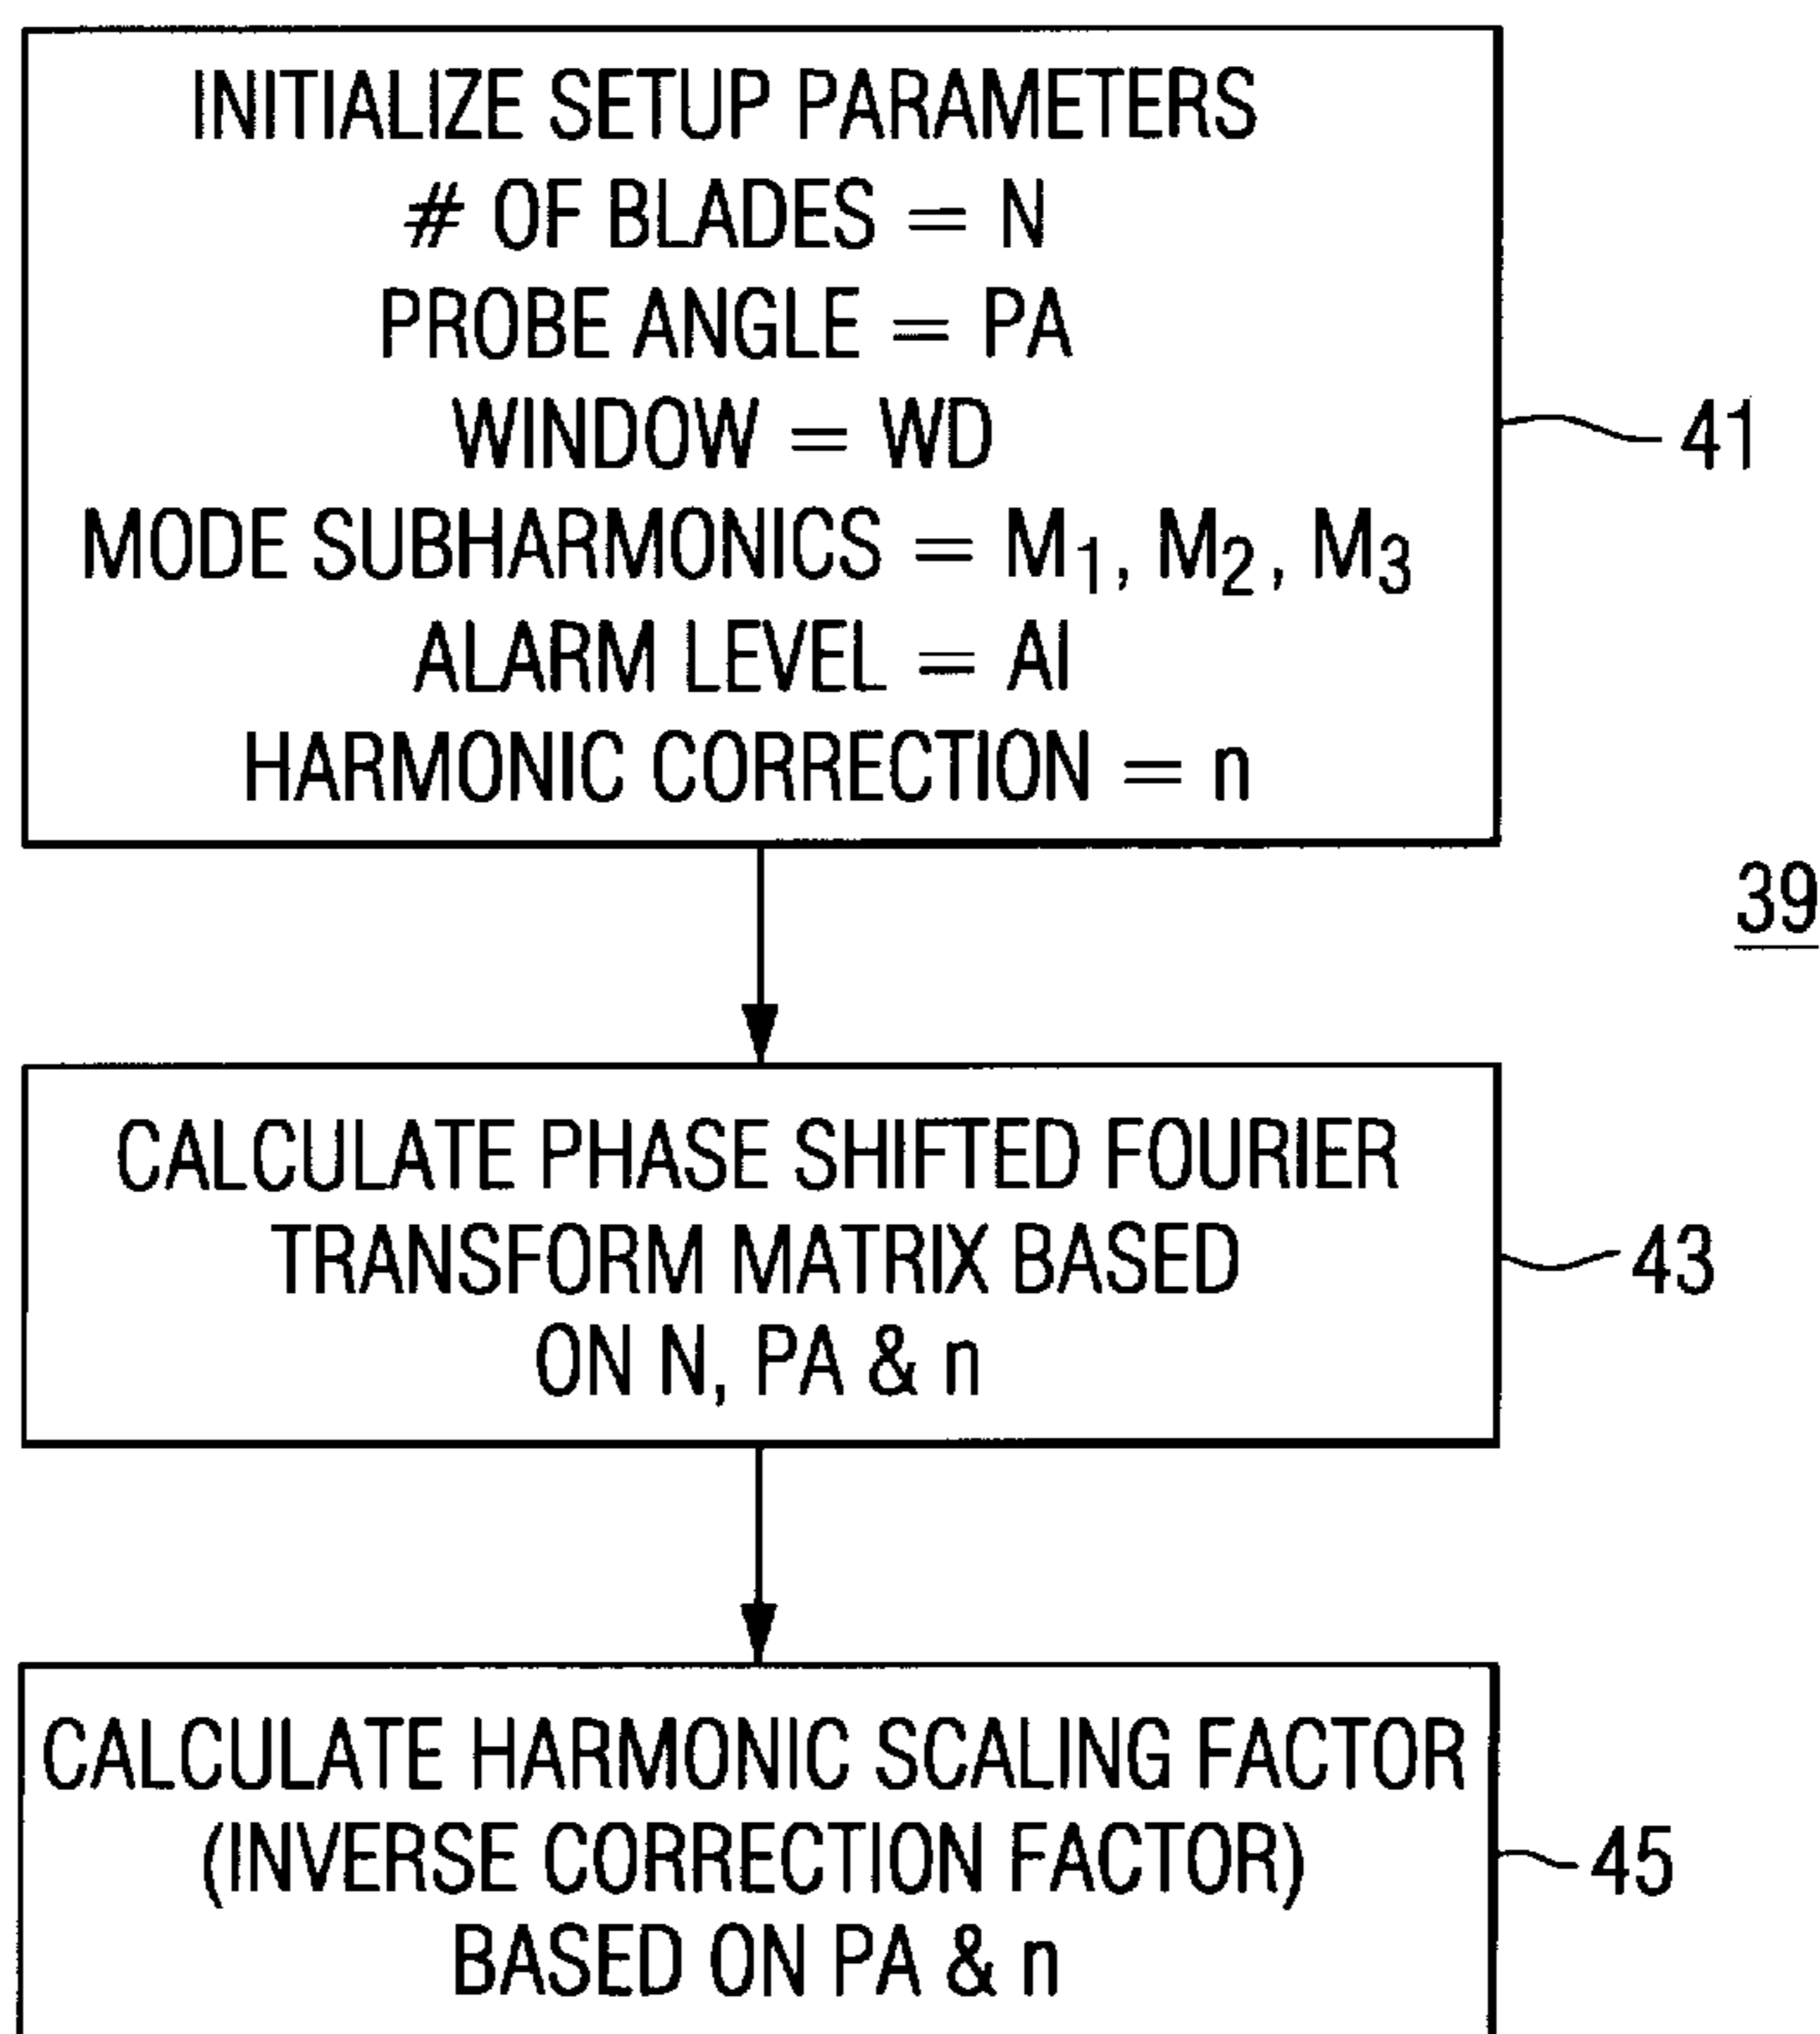 INITIALIZE SETUP PARAMETERS
# OF BLADES = N
PROBE ANGLE = PA
WINDOW = WD
MODE SUBHARMONICS = M₁, M₂, M₃
ALARM LEVEL = Al
HARMONIC CORRECTION = n
41
39
CALCULATE PHASE SHIFTED FOURIER
TRANSFORM MATRIX BASED
ON N, PA & n
43
CALCULATE HARMONIC SCALING FACTOR
(INVERSE CORRECTION FACTOR)
BASED ON PA & n
45